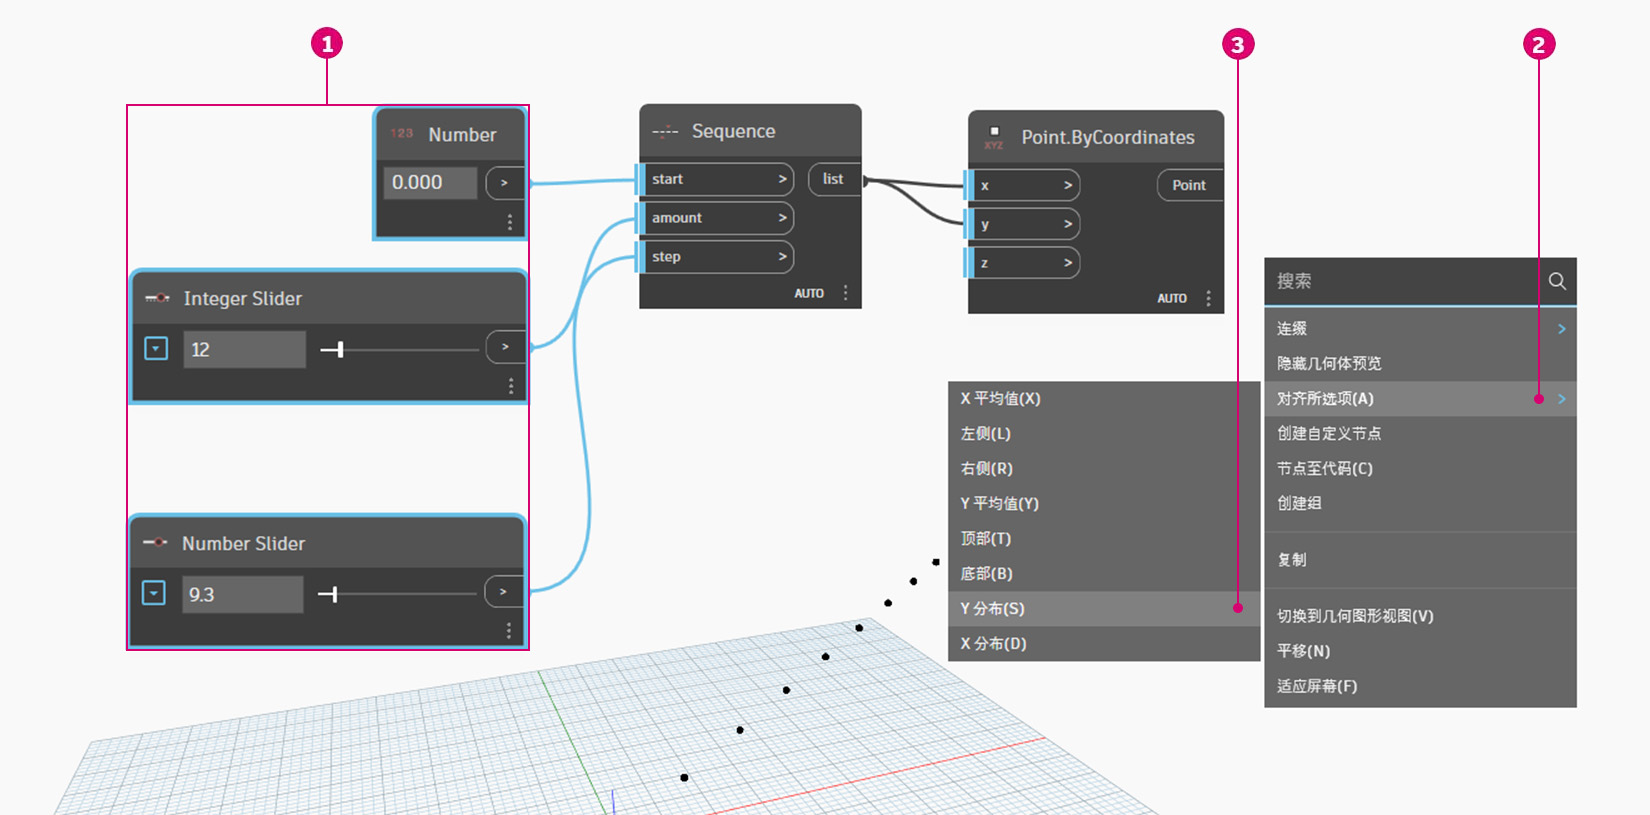 1
3
2
123 Number
0.000 >
Integer Slider
12 >
Number Slider
9.3 >
Sequence
start > list
amount >
step >
AUTO
XYZ Point.ByCoordinates
x > Point
y >
z >
AUTO
X 平均值(X)
左侧(L)
右侧(R)
Y 平均值(Y)
顶部(T)
底部(B)
Y 分布(S)
X 分布(D)
搜索
连缀 >
隐藏几何体预览
对齐所选项(A) >
创建自定义节点
节点至代码(C)
创建组
复制
切换到几何图形视图(V)
平移(N)
适应屏幕(F)